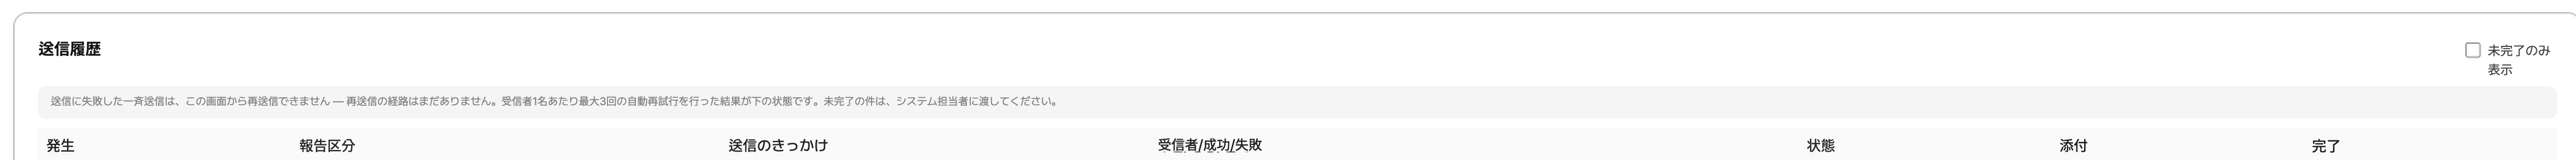 送信履歴
未完了のみ
表示
送信に失敗した一斉送信は、この画面から再送信できません — 再送信の経路はまだありません。受信者1名あたり最大3回の自動再試行を行った結果が下の状態です。未完了の件は、システム担当者に渡してください。
発生 報告区分 送信のきっかけ 受信者/成功/失敗 状態 添付 完了